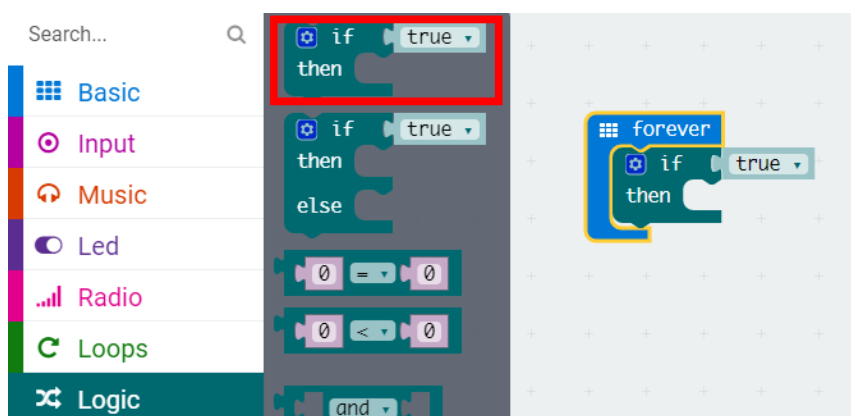 Search...
Basic
Input
Music
Led
Radio
Loops
Logic
if true
then
if true
then
else
0 = 0
0 < 0
and
forever
if true
then